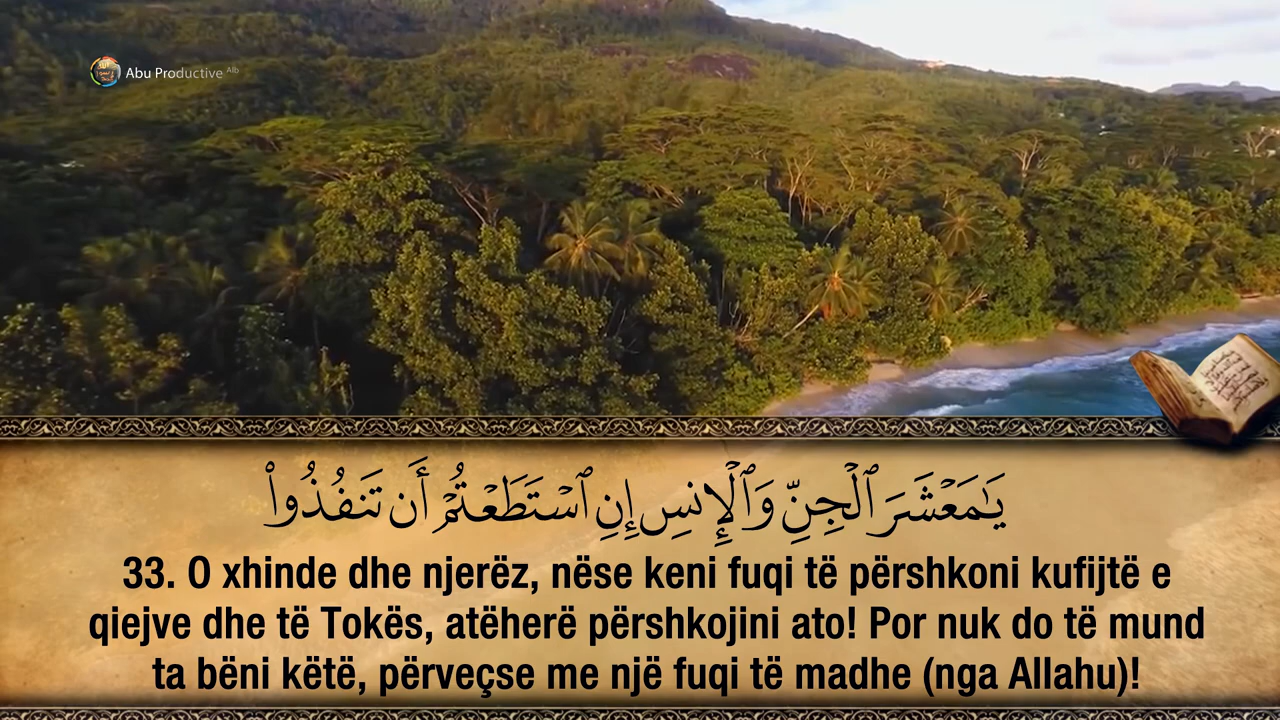 Abu Productive Alb
يَـٰمَعۡشَرَ ٱلۡجِنِّ وَٱلۡإِنسِ إِنِ ٱسۡتَطَعۡتُمۡ أَن تَنفُذُواْ
33. O xhinde dhe njerëz, nëse keni fuqi të përshkoni kufijtë e
qiejve dhe të Tokës, atëherë përshkojini ato! Por nuk do të mund
ta bëni këtë, përveçse me një fuqi të madhe (nga Allahu)!